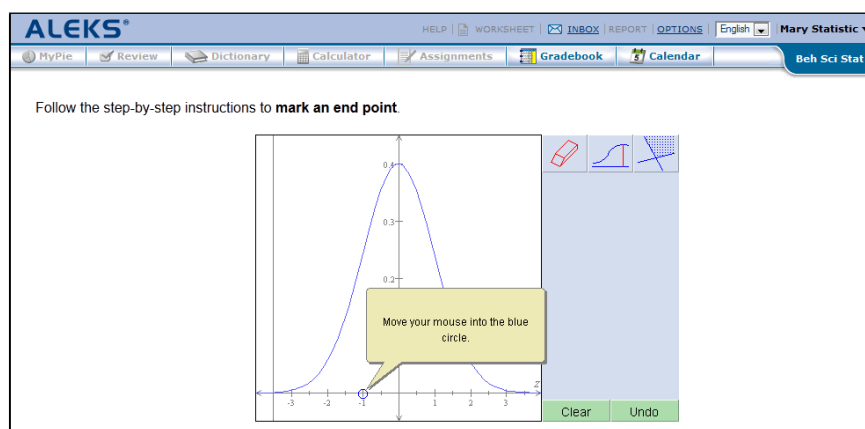 ALEKS®
HELP | WORKSHEET | INBOX | REPORT | OPTIONS | English Mary Statistic
MyPie Review Dictionary Calculator Assignments Gradebook 5 Calendar Beh Sci Stat
Follow the step-by-step instructions to mark an end point.
0.4
0.3
0.2
Move your mouse into the blue
circle.
z
-3 -2 -1 1 2 3
Clear Undo